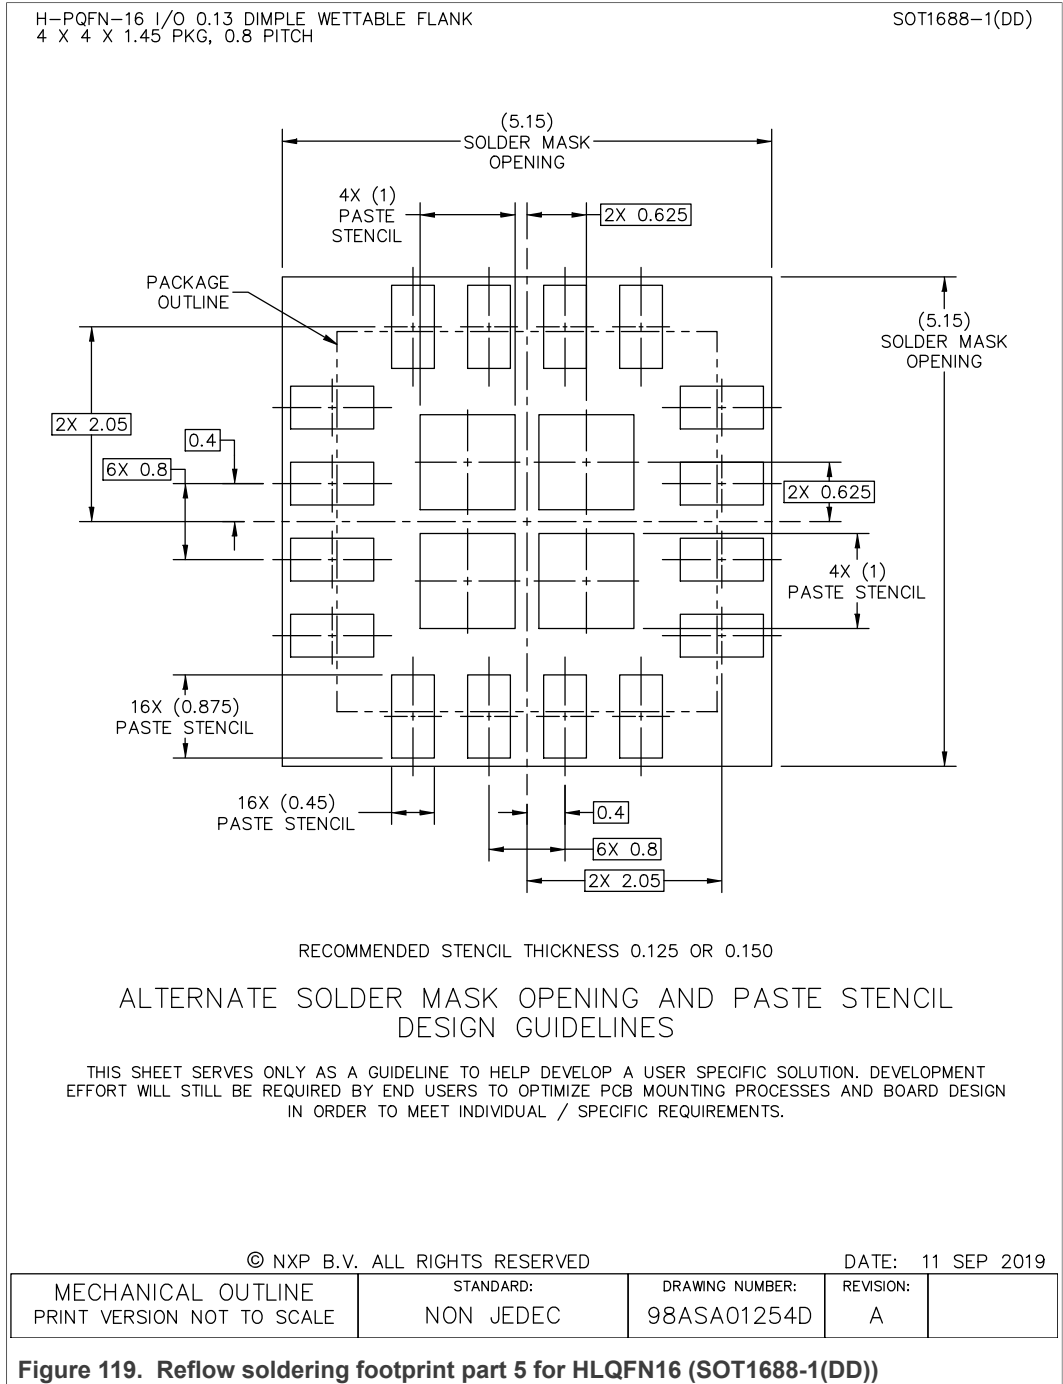 H-PQFN-16 I/O 0.13 DIMPLE WETTABLE FLANK
4 X 4 X 1.45 PKG, 0.8 PITCH
SOT1688-1(DD)
(5.15)
SOLDER MASK
OPENING
4X (1)
PASTE
STENCIL
2X 0.625
PACKAGE
OUTLINE
(5.15)
SOLDER MASK
OPENING
2X 2.05
0.4
6X 0.8
2X 0.625
4X (1)
PASTE STENCIL
16X (0.875)
PASTE STENCIL
16X (0.45)
PASTE STENCIL
0.4
6X 0.8
2X 2.05
RECOMMENDED STENCIL THICKNESS 0.125 OR 0.150
ALTERNATE SOLDER MASK OPENING AND PASTE STENCIL
DESIGN GUIDELINES
THIS SHEET SERVES ONLY AS A GUIDELINE TO HELP DEVELOP A USER SPECIFIC SOLUTION. DEVELOPMENT
EFFORT WILL STILL BE REQUIRED BY END USERS TO OPTIMIZE PCB MOUNTING PROCESSES AND BOARD DESIGN
IN ORDER TO MEET INDIVIDUAL / SPECIFIC REQUIREMENTS.
© NXP B.V. ALL RIGHTS RESERVED
DATE: 11 SEP 2019
MECHANICAL OUTLINE
PRINT VERSION NOT TO SCALE
STANDARD:
NON JEDEC
DRAWING NUMBER:
98ASA01254D
REVISION:
A
Figure 119. Reflow soldering footprint part 5 for HLQFN16 (SOT1688-1(DD))